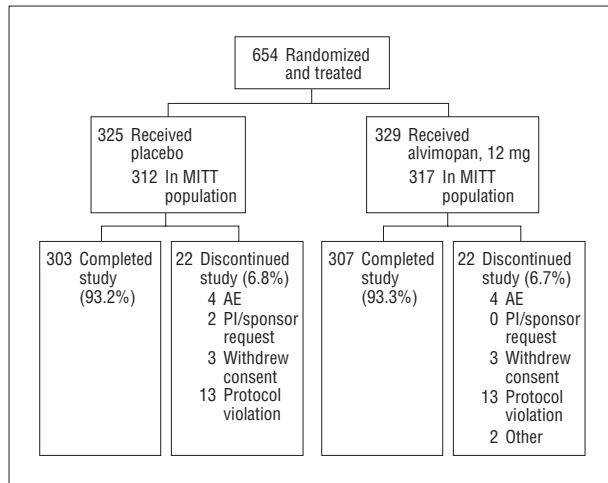 654 Randomized
and treated
325 Received
placebo
312 In MITT
population
329 Received
alvimopan, 12 mg
317 In MITT
population
303 Completed
study
(93.2%)
22 Discontinued
study (6.8%)
4 AE
2 PI/sponsor
request
3 Withdrew
consent
13 Protocol
violation
307 Completed
study
(93.3%)
22 Discontinued
study (6.7%)
4 AE
0 PI/sponsor
request
3 Withdrew
consent
13 Protocol
violation
2 Other